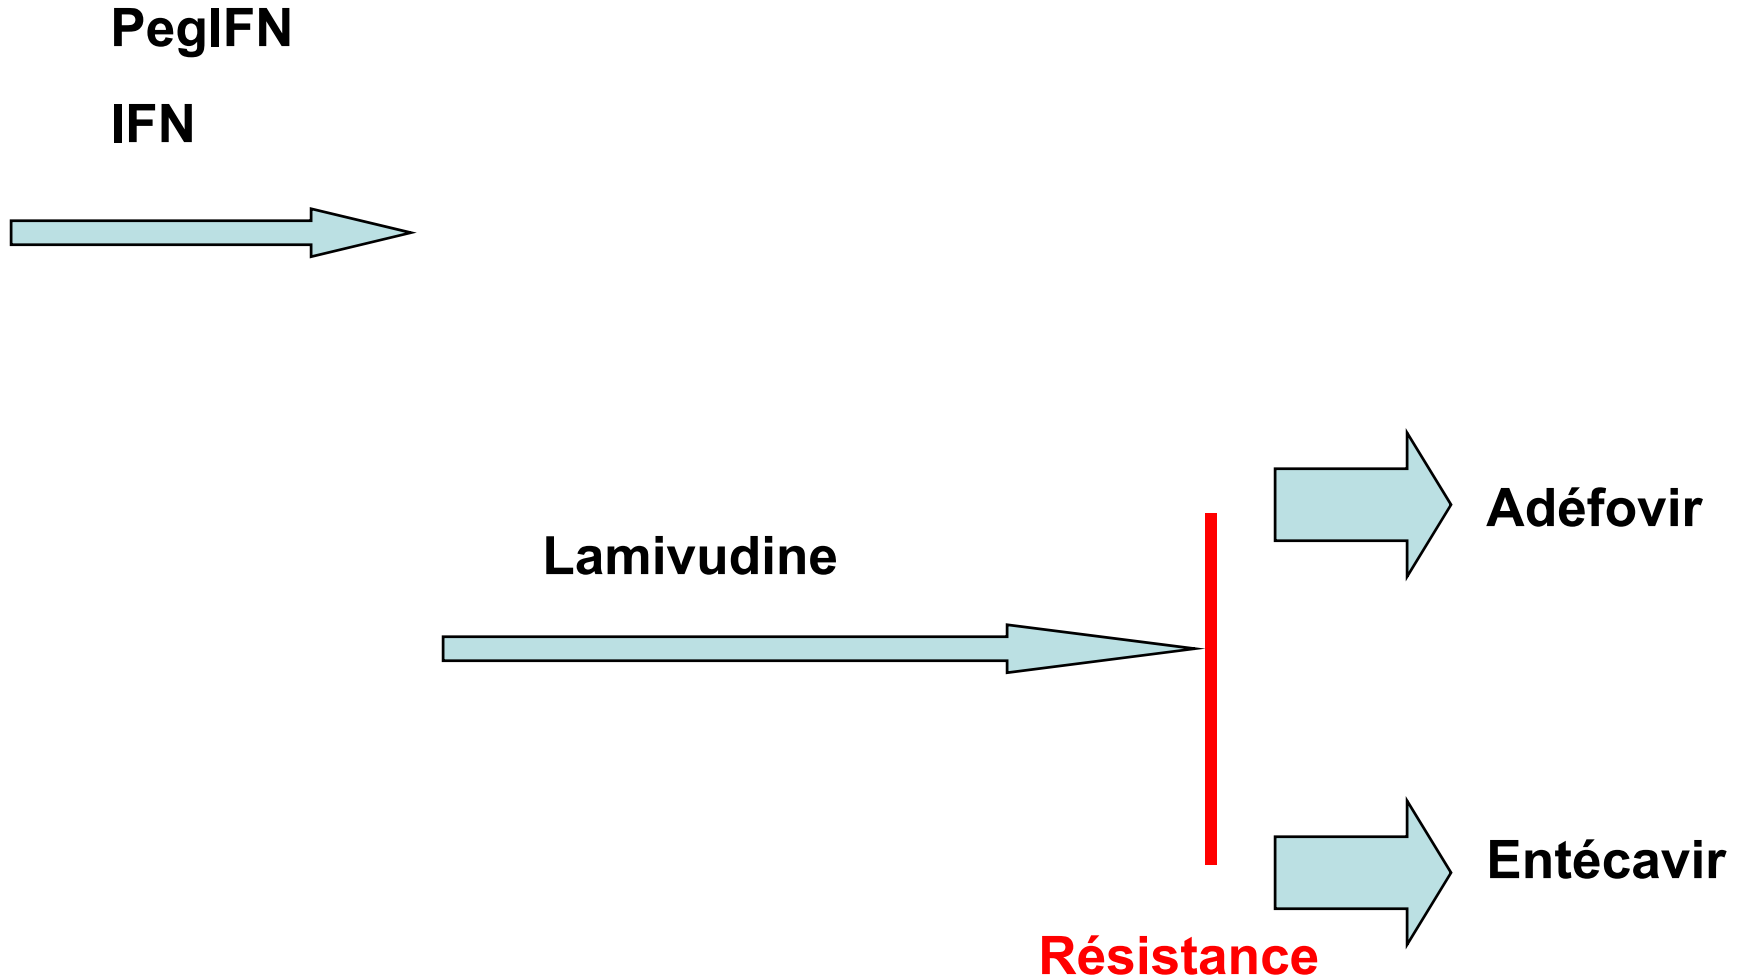 PegIFN
IFN
Adéfovir
Lamivudine
Entécavir
Résistance